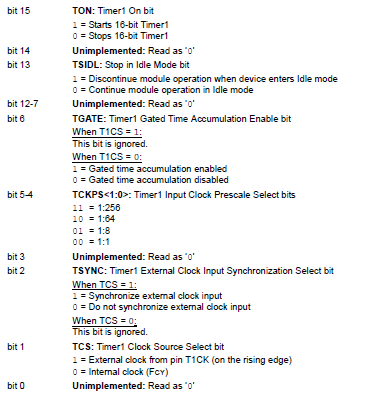 bit 15 TON: Timer1 On bit
1 = Starts 16-bit Timer1
0 = Stops 16-bit Timer1
bit 14 Unimplemented: Read as '0'
bit 13 TSIDL: Stop in Idle Mode bit
1 = Discontinue module operation when device enters Idle mode
0 = Continue module operation in Idle mode
bit 12-7 Unimplemented: Read as '0'
bit 6 TGATE: Timer1 Gated Time Accumulation Enable bit
When T1CS = 1:
This bit is ignored.
When T1CS = 0:
1 = Gated time accumulation enabled
0 = Gated time accumulation disabled
bit 5-4 TCKPS<1:0>: Timer1 Input Clock Prescale Select bits
11 = 1:256
10 = 1:64
01 = 1:8
00 = 1:1
bit 3 Unimplemented: Read as '0'
bit 2 TSYNC: Timer1 External Clock Input Synchronization Select bit
When TCS = 1:
1 = Synchronize external clock input
0 = Do not synchronize external clock input
When TCS = 0:
This bit is ignored.
bit 1 TCS: Timer1 Clock Source Select bit
1 = External clock from pin T1CK (on the rising edge)
0 = Internal clock (FCY)
bit 0 Unimplemented: Read as '0'